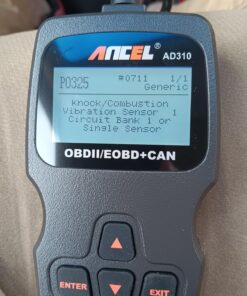 ANCEL
AD310
P0325 #0711 1/1
Generic
Knock/Combustion
Vibration Sensor 1
Circuit Bank 1 or
Single Sensor
OBDII/EOBD+CAN
ENTER
EXIT